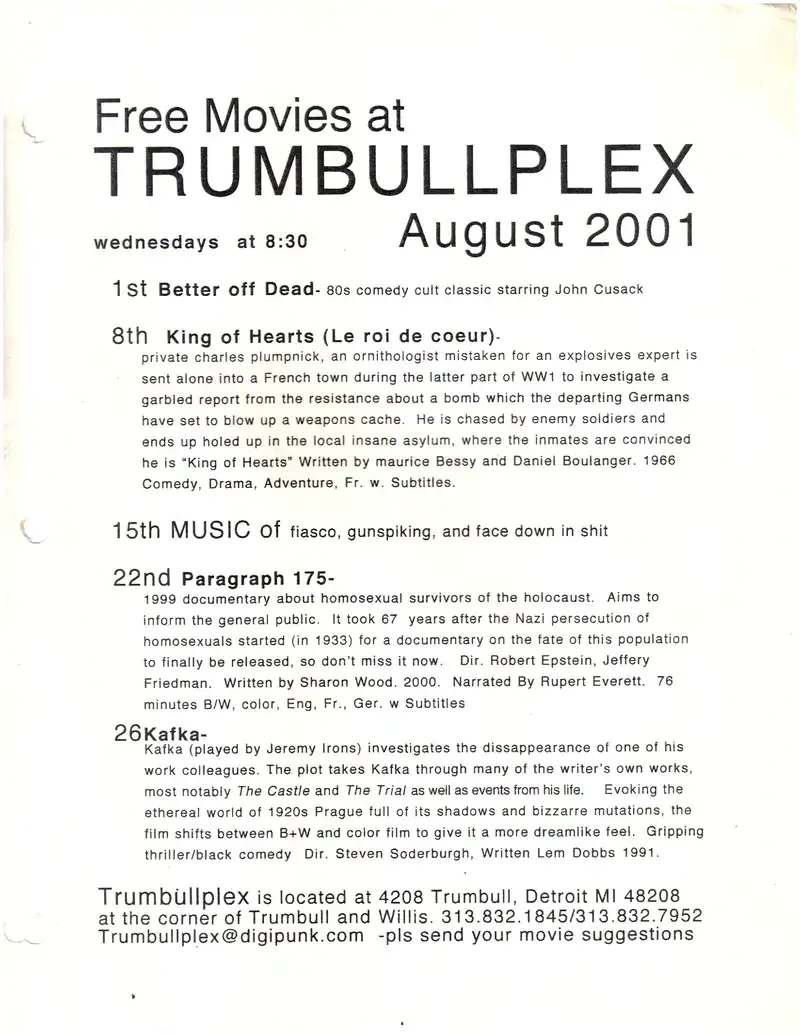 Free Movies at
TRUMBULLPLEX
wednesdays at 8:30 August 2001
1st Better off Dead- 80s comedy cult classic starring John Cusack
8th King of Hearts (Le roi de coeur)-
private charles plumpnick, an ornithologist mistaken for an explosives expert is
sent alone into a French town during the latter part of WW1 to investigate a
garbled report from the resistance about a bomb which the departing Germans
have set to blow up a weapons cache. He is chased by enemy soldiers and
ends up holed up in the local insane asylum, where the inmates are convinced
he is “King of Hearts” Written by maurice Bessy and Daniel Boulanger. 1966
Comedy, Drama, Adventure, Fr. w. Subtitles.
15th MUSIC of fiasco, gunspiking, and face down in shit
22nd Paragraph 175-
1999 documentary about homosexual survivors of the holocaust. Aims to
inform the general public. It took 67 years after the Nazi persecution of
homosexuals started (in 1933) for a documentary on the fate of this population
to finally be released, so don't miss it now. Dir. Robert Epstein, Jeffery
Friedman. Written by Sharon Wood. 2000. Narrated By Rupert Everett. 76
minutes B/W, color, Eng, Fr., Ger. w Subtitles
26Kafka-
Kafka (played by Jeremy Irons) investigates the dissappearance of one of his
work colleagues. The plot takes Kafka through many of the writer's own works,
most notably The Castle and The Trial as well as events from his life. Evoking the
ethereal world of 1920s Prague full of its shadows and bizzarre mutations, the
film shifts between B+W and color film to give it a more dreamlike feel. Gripping
thriller/black comedy Dir. Steven Soderburgh, Written Lem Dobbs 1991.
Trumbullplex is located at 4208 Trumbull, Detroit MI 48208
at the corner of Trumbull and Willis. 313.832.1845/313.832.7952
Trumbullplex@digipunk.com -pls send your movie suggestions